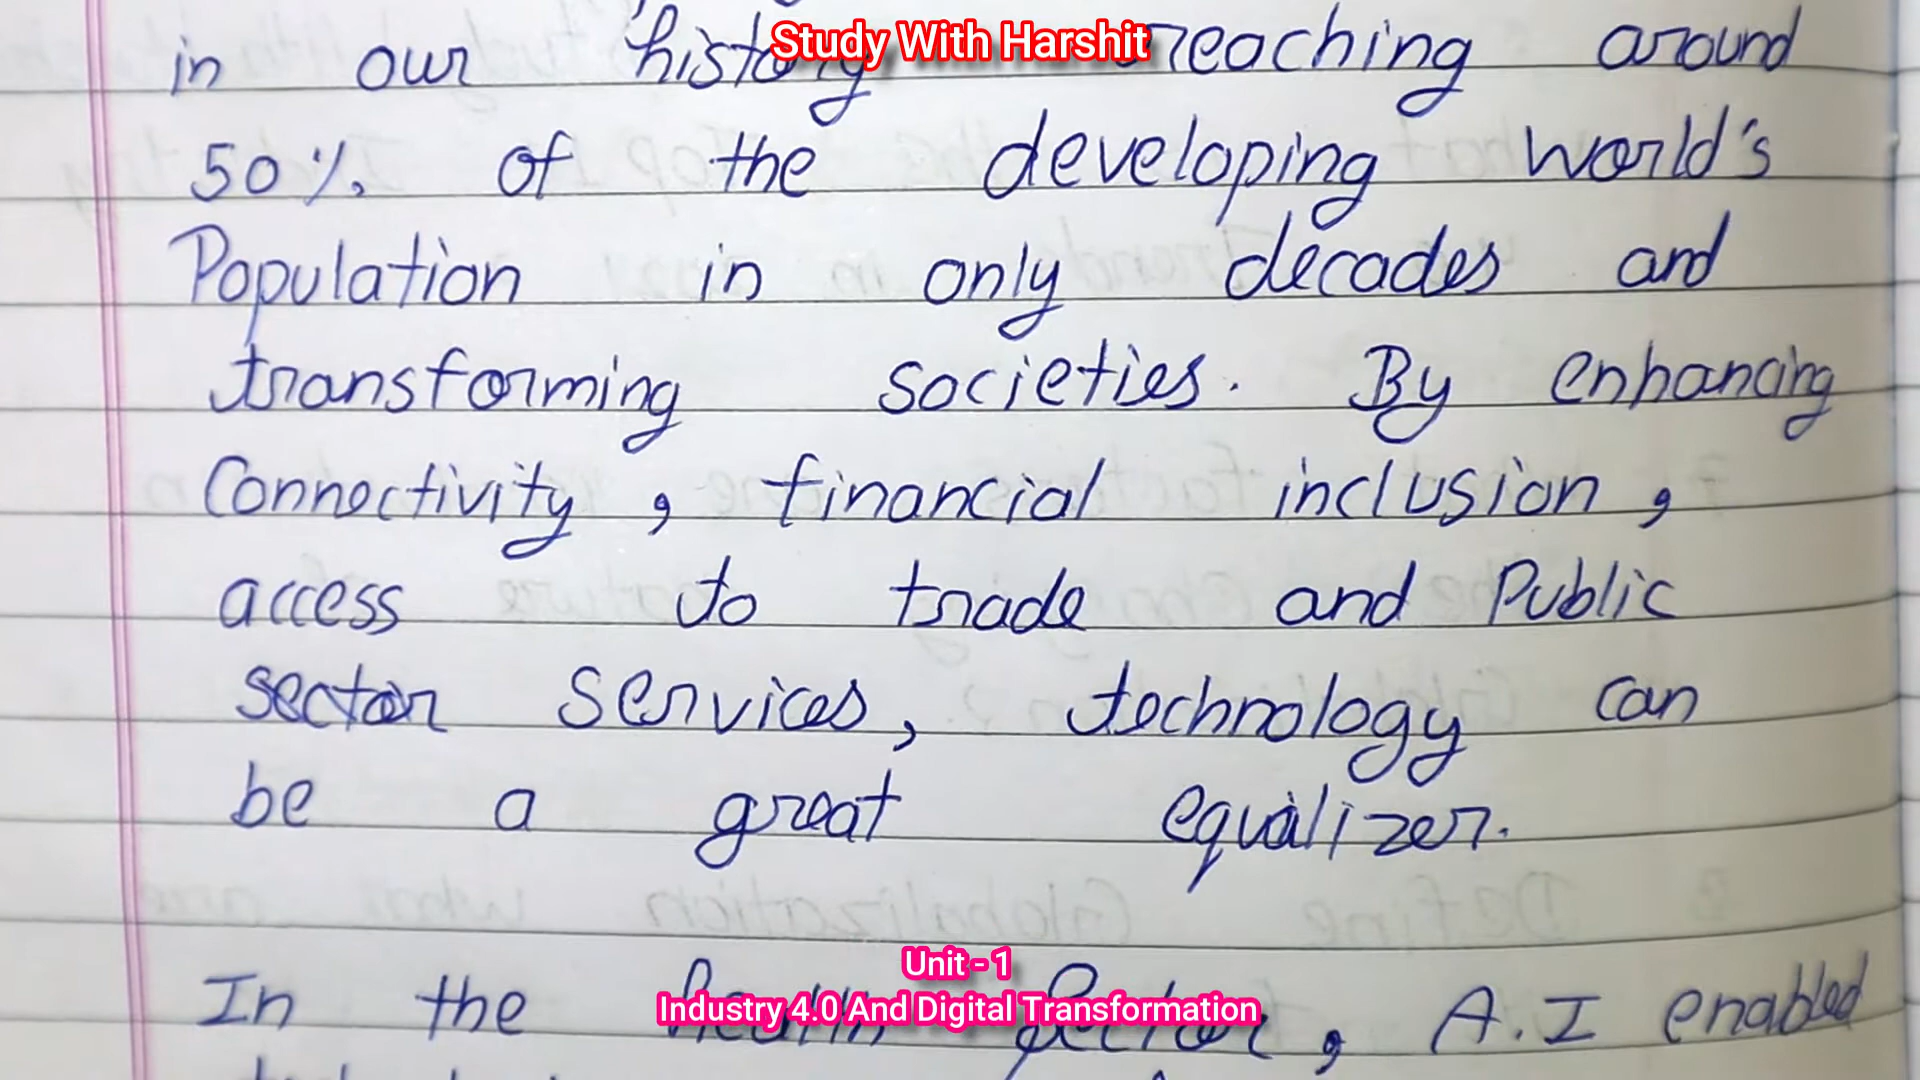 Study With Harshit
in our history, reaching around
50% of the developing world's
Population in only decades and
transforming societies. By enhancing
Connectivity, financial inclusion,
access to trade and Public
sector services, technology can
be a great equalizer.
Unit - 1
Industry 4.0 And Digital Transformation
In the health sector, A.I enabled